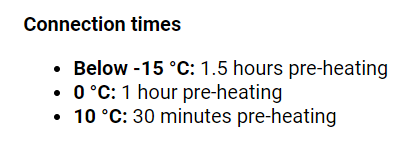 Connection times
• Below -15 °C: 1.5 hours pre-heating
• 0 °C: 1 hour pre-heating
• 10 °C: 30 minutes pre-heating